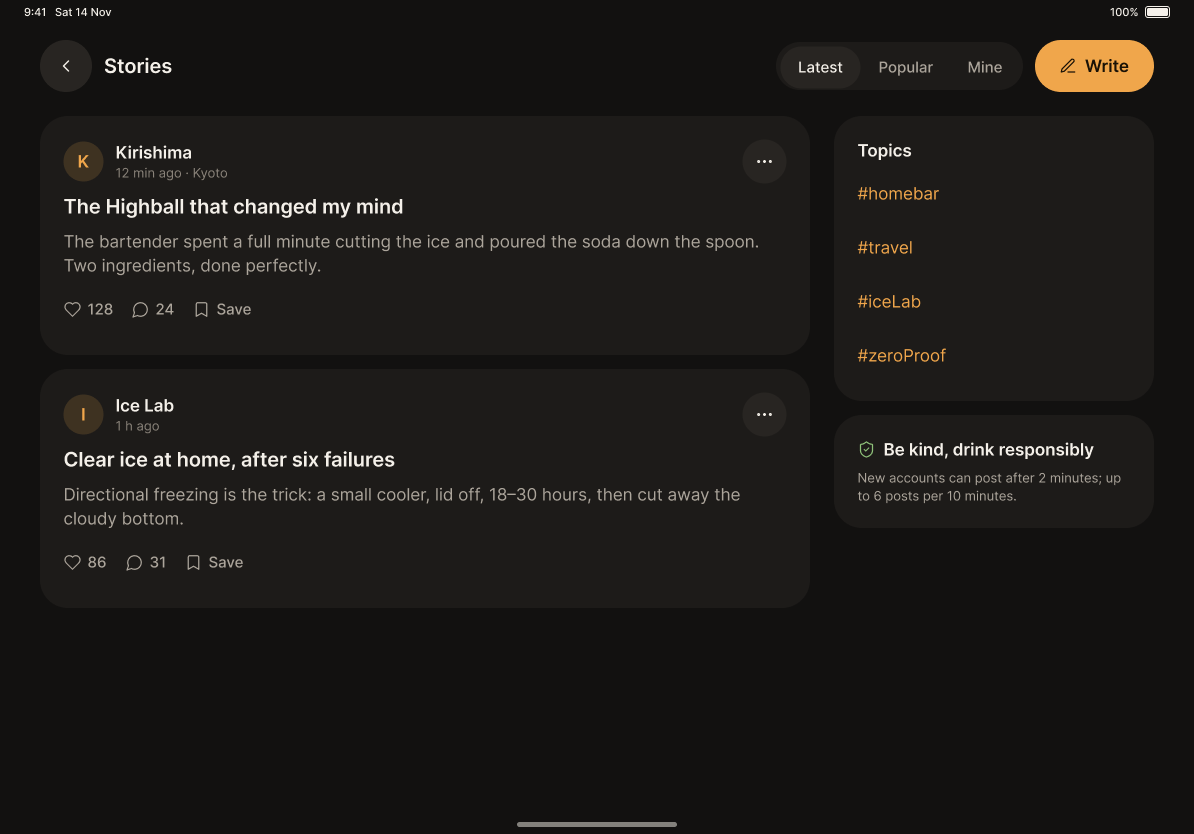 9:41 Sat 14 Nov
100%
Stories
Latest
Popular
Mine
Write
K
Kirishima
12 min ago · Kyoto
The Highball that changed my mind
The bartender spent a full minute cutting the ice and poured the soda down the spoon.
Two ingredients, done perfectly.
128
24
Save
I
Ice Lab
1 h ago
Clear ice at home, after six failures
Directional freezing is the trick: a small cooler, lid off, 18–30 hours, then cut away the
cloudy bottom.
86
31
Save
Topics
#homebar
#travel
#iceLab
#zeroProof
Be kind, drink responsibly
New accounts can post after 2 minutes; up
to 6 posts per 10 minutes.